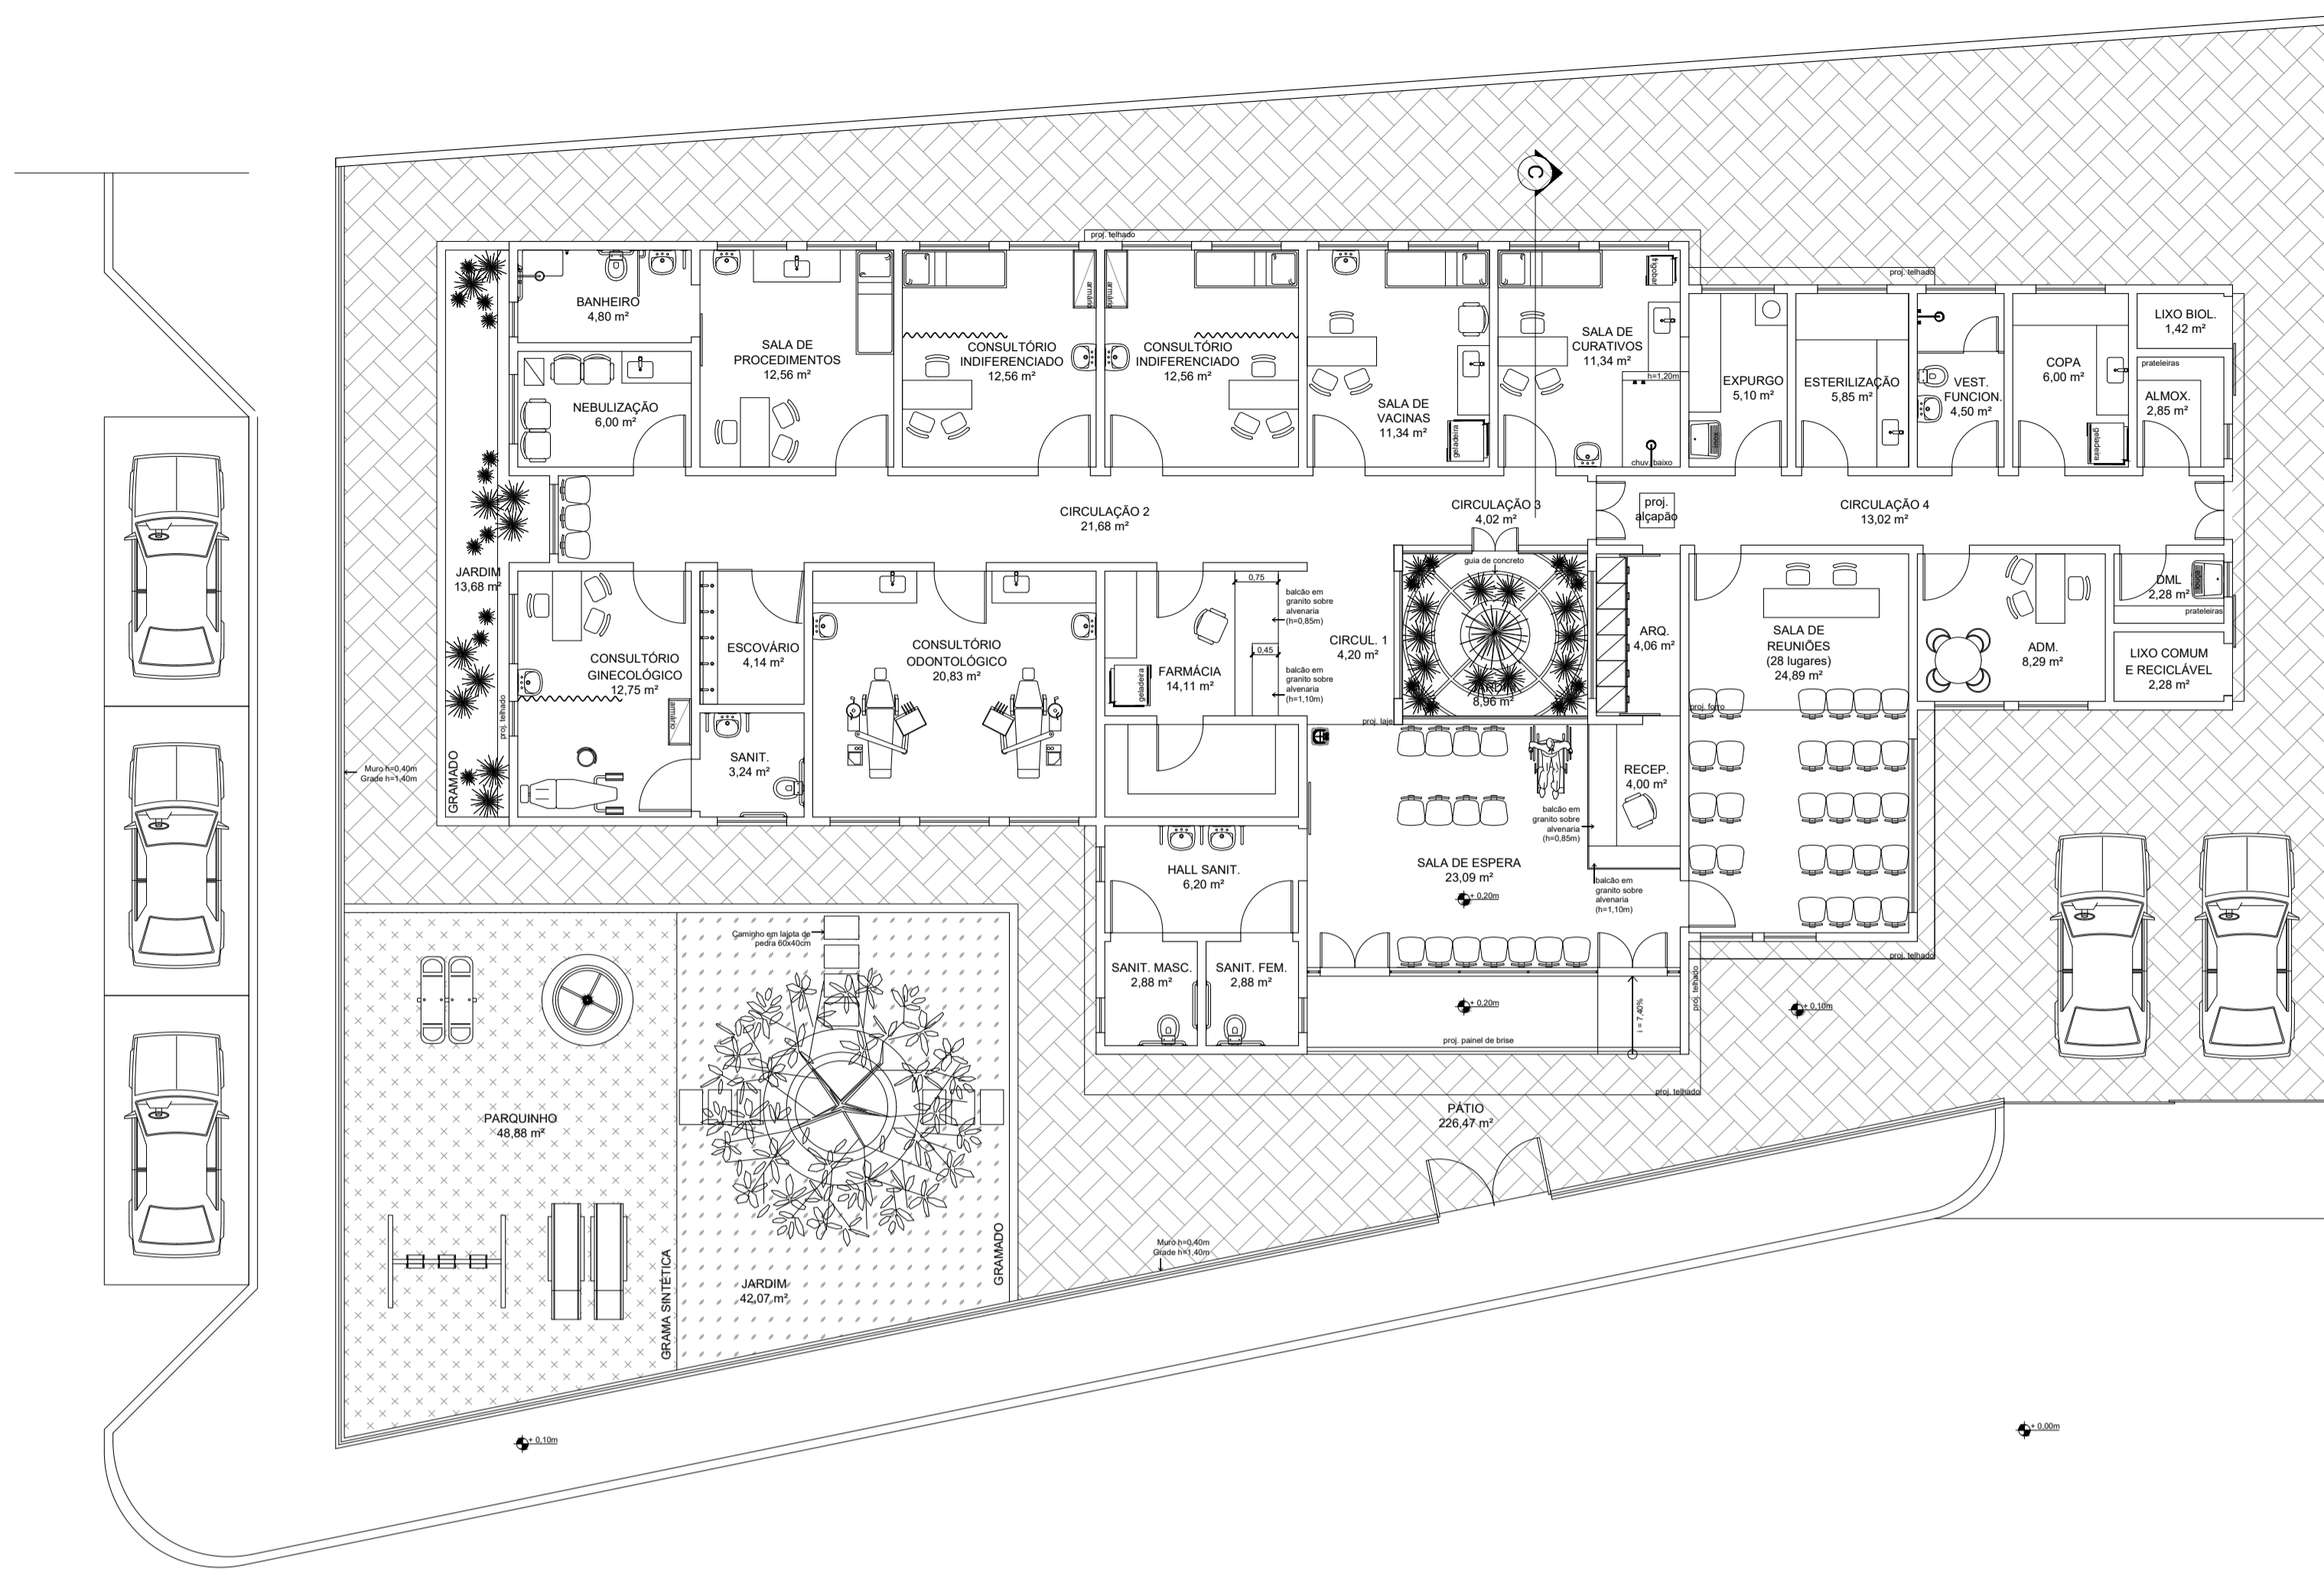 C
proj. telhado
proj. telhado
BANHEIRO
4,80 m²
SALA DE
PROCEDIMENTOS
12,56 m²
armário
armário
CONSULTÓRIO
INDIFERENCIADO
12,56 m²
CONSULTÓRIO
INDIFERENCIADO
12,56 m²
SALA DE
VACINAS
11,34 m²
geladeira
SALA DE
CURATIVOS
11,34 m²
frigobar
h=1,20m
chuv. baixo
EXPURGO
5,10 m²
inox
ESTERILIZAÇÃO
5,85 m²
VEST.
FUNCION.
4,50 m²
COPA
6,00 m²
geladeira
LIXO BIOL.
1,42 m²
prateleiras
ALMOX.
2,85 m²
NEBULIZAÇÃO
6,00 m²
CIRCULAÇÃO 2
21,68 m²
CIRCULAÇÃO 3
4,02 m²
proj.
alçapão
CIRCULAÇÃO 4
13,02 m²
JARDIM
13,68 m²
proj. telhado
GRAMADO
Muro h=0,40m
Grade h=1,40m
CONSULTÓRIO
GINECOLÓGICO
12,75 m²
armário
ESCOVÁRIO
4,14 m²
SANIT.
3,24 m²
CONSULTÓRIO
ODONTOLÓGICO
20,83 m²
FARMÁCIA
14,11 m²
geladeira
0,75
0,45
balcão em
granito sobre
alvenaria
(h=0,85m)
balcão em
granito sobre
alvenaria
(h=1,10m)
CIRCUL. 1
4,20 m²
guia de concreto
8,96 m²
proj. laje
ARQ.
4,06 m²
SALA DE
REUNIÕES
(28 lugares)
24,89 m²
proj. forro
ADM.
8,29 m²
DML
2,28 m²
prateleiras
LIXO COMUM
E RECICLÁVEL
2,28 m²
RECEP.
4,00 m²
balcão em
granito sobre
alvenaria
(h=0,85m)
balcão em
granito sobre
alvenaria
(h=1,10m)
SALA DE ESPERA
23,09 m²
+ 0,20m
HALL SANIT.
6,20 m²
SANIT. MASC.
2,88 m²
SANIT. FEM.
2,88 m²
+ 0,20m
i = 7,40%
proj. painel de brise
proj. telhado
proj. telhado
proj. telhado
+ 0,10m
PÁTIO
226,47 m²
Caminho em lajota de
pedra 60x40cm
PARQUINHO
48,88 m²
GRAMA SINTÉTICA
JARDIM
42,07 m²
GRAMADO
Muro h=0,40m
Grade h=1,40m
+ 0,10m
+ 0,00m